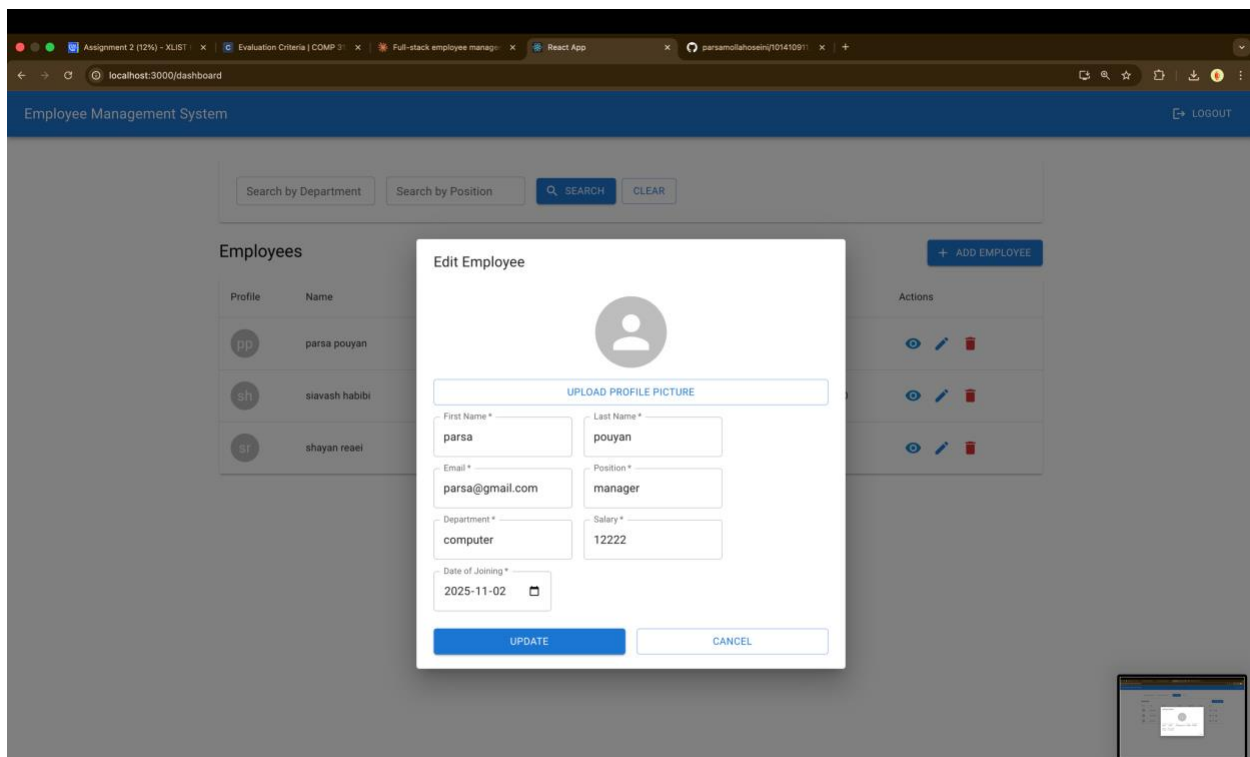 Assignment 2 (12%) - XLIST
Evaluation Criteria | COMP 31
Full-stack employee manage
React App
parsamollahoseinij/10141091
localhost:3000/dashboard
Employee Management System
LOGOUT
Search by Department
Search by Position
SEARCH
CLEAR
Employees
+ ADD EMPLOYEE
Profile
Name
Actions
pp
parsa pouyan
sh
siavash habibi
sr
shayan reaei
Edit Employee
UPLOAD PROFILE PICTURE
First Name *
Last Name *
parsa
pouyan
Email *
Position *
parsa@gmail.com
manager
Department *
Salary *
computer
12222
Date of Joining *
2025-11-02
UPDATE
CANCEL